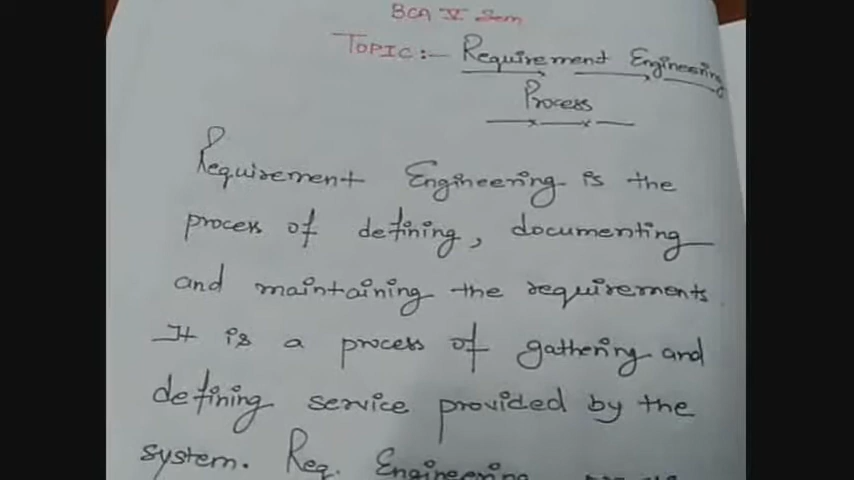 BCA V Sem
TOPIC:- Requirement Engineering
Process
Requirement Engineering is the
process of defining, documenting
and maintaining the requirements
It is a process of gathering and
defining service provided by the
system. Req. Engineering